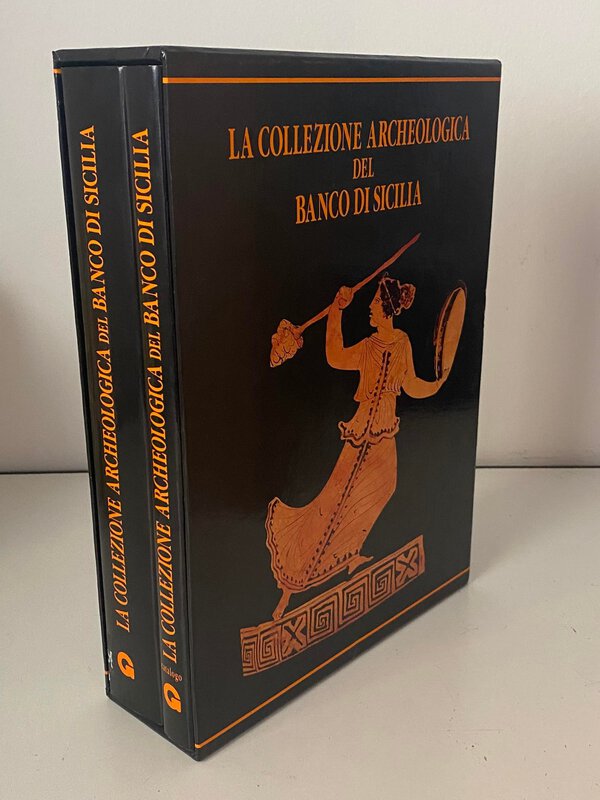 LA COLLEZIONE ARCHEOLOGICA
DEL
BANCO DI SICILIA
LA COLLEZIONE ARCHEOLOGICA DEL BANCO DI SICILIA
G
LA COLLEZIONE ARCHEOLOGICA DEL BANCO DI SICILIA
G